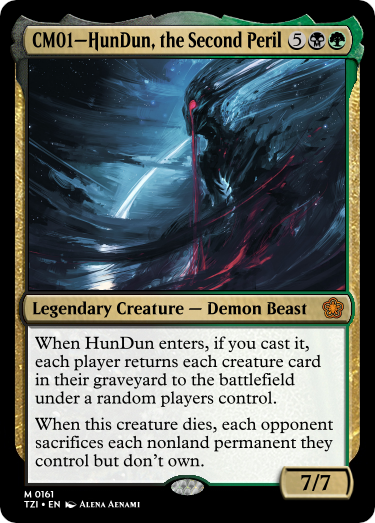 CM01–HunDun, the Second Peril 5
Legendary Creature — Demon Beast
When HunDun enters, if you cast it,
each player returns each creature card
in their graveyard to the battlefield
under a random players control.
When this creature dies, each opponent
sacrifices each nonland permanent they
control but don't own.
7/7
M 0161
TZI • EN Alena Aenami